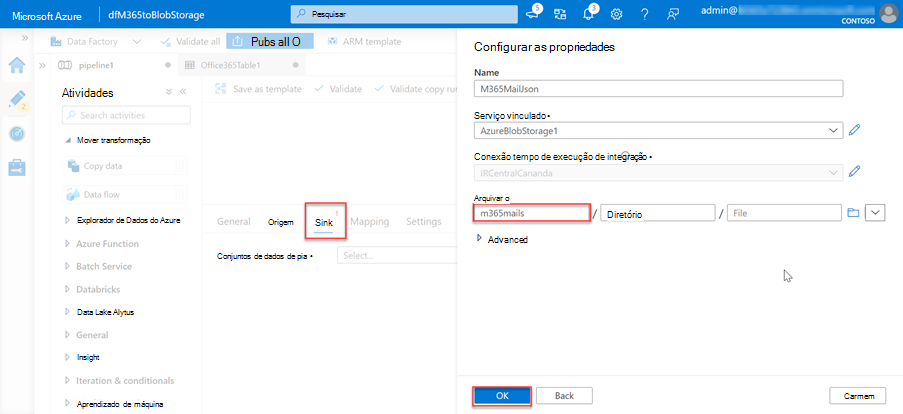 Microsoft Azure
dfM365toBlobStorage
Pesquisar
5
3
admin@
CONTOSO
Data Factory
Validate all
Pubs all O
ARM template
pipeline1
Office365Table1
2
Atividades
Search activities
Mover transformação
Copy data
Data flow
Explorador de Dados do Azure
Azure Function
Batch Service
Databricks
Data Lake Alytus
General
Insight
Iteration & conditionals
Aprendizado de máquina
Save as template
Validate
Validate copy run
General
Origem
Sink
1
Mapping
Settings
Conjuntos de dados de pia •
Select...
Configurar as propriedades
Name
M365MailJson
Serviço vinculado •
AzureBlobStorage1
Conexão tempo de execução de integração •
IRCentralCananda
Arquivar o
m365mails / Diretório / File
Advanced
OK
Back
Carmem